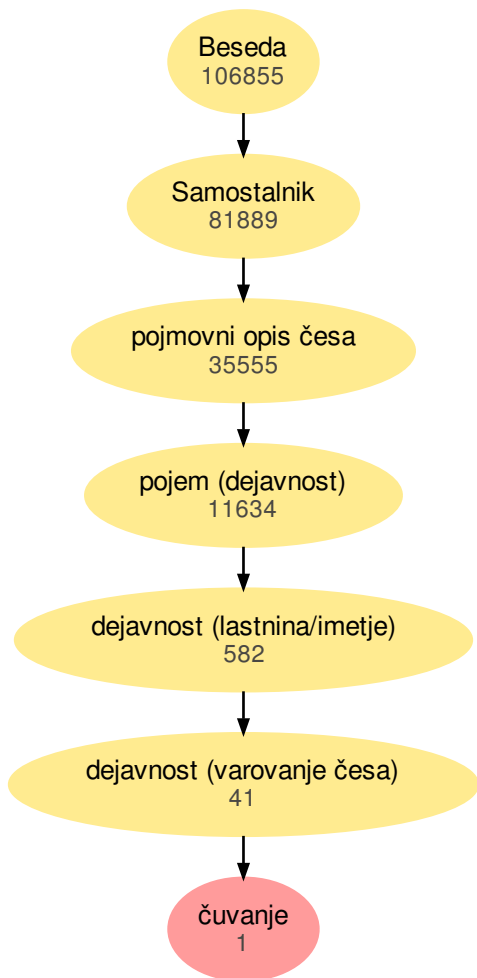 Beseda
106855
Samostalnik
81889
pojmovni opis česa
35555
pojem (dejavnost)
11634
dejavnost (lastnina/imetje)
582
dejavnost (varovanje česa)
41
čuvanje
1